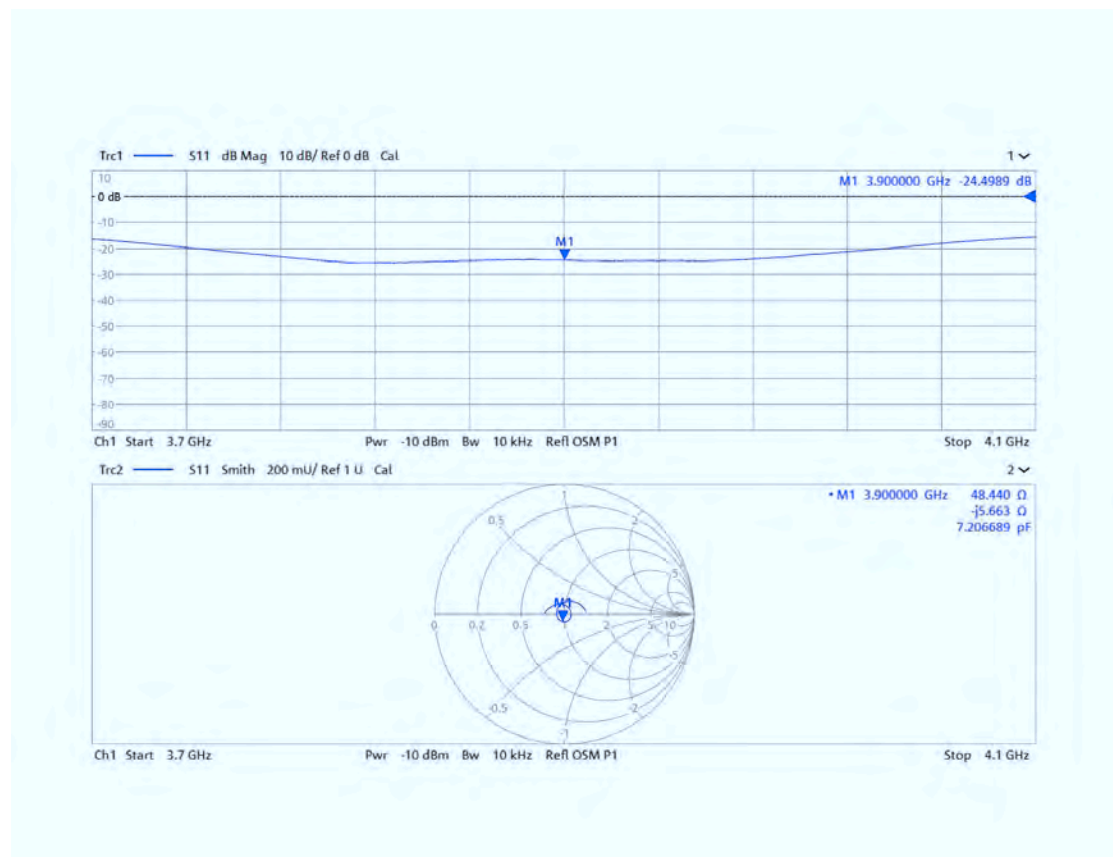 Trc1 S11 dB Mag 10 dB/ Ref 0 dB Cal 1
10
M1 3.900000 GHz -24.4989 dB
0 dB
-10
M1
-20
-30
-40
-50
-60
-70
-80
-90
Ch1 Start 3.7 GHz Pwr -10 dBm Bw 10 kHz Refl OSM P1 Stop 4.1 GHz
Trc2 S11 Smith 200 mU/ Ref 1 U Cal 2
• M1 3.900000 GHz 48.440 Ω
-j5.663 Ω
7.206689 pF
1
0.5 2
5
M1
0 0.2 0.5 1 2 5 10
-5
-0.5 -2
-1
Ch1 Start 3.7 GHz Pwr -10 dBm Bw 10 kHz Refl OSM P1 Stop 4.1 GHz